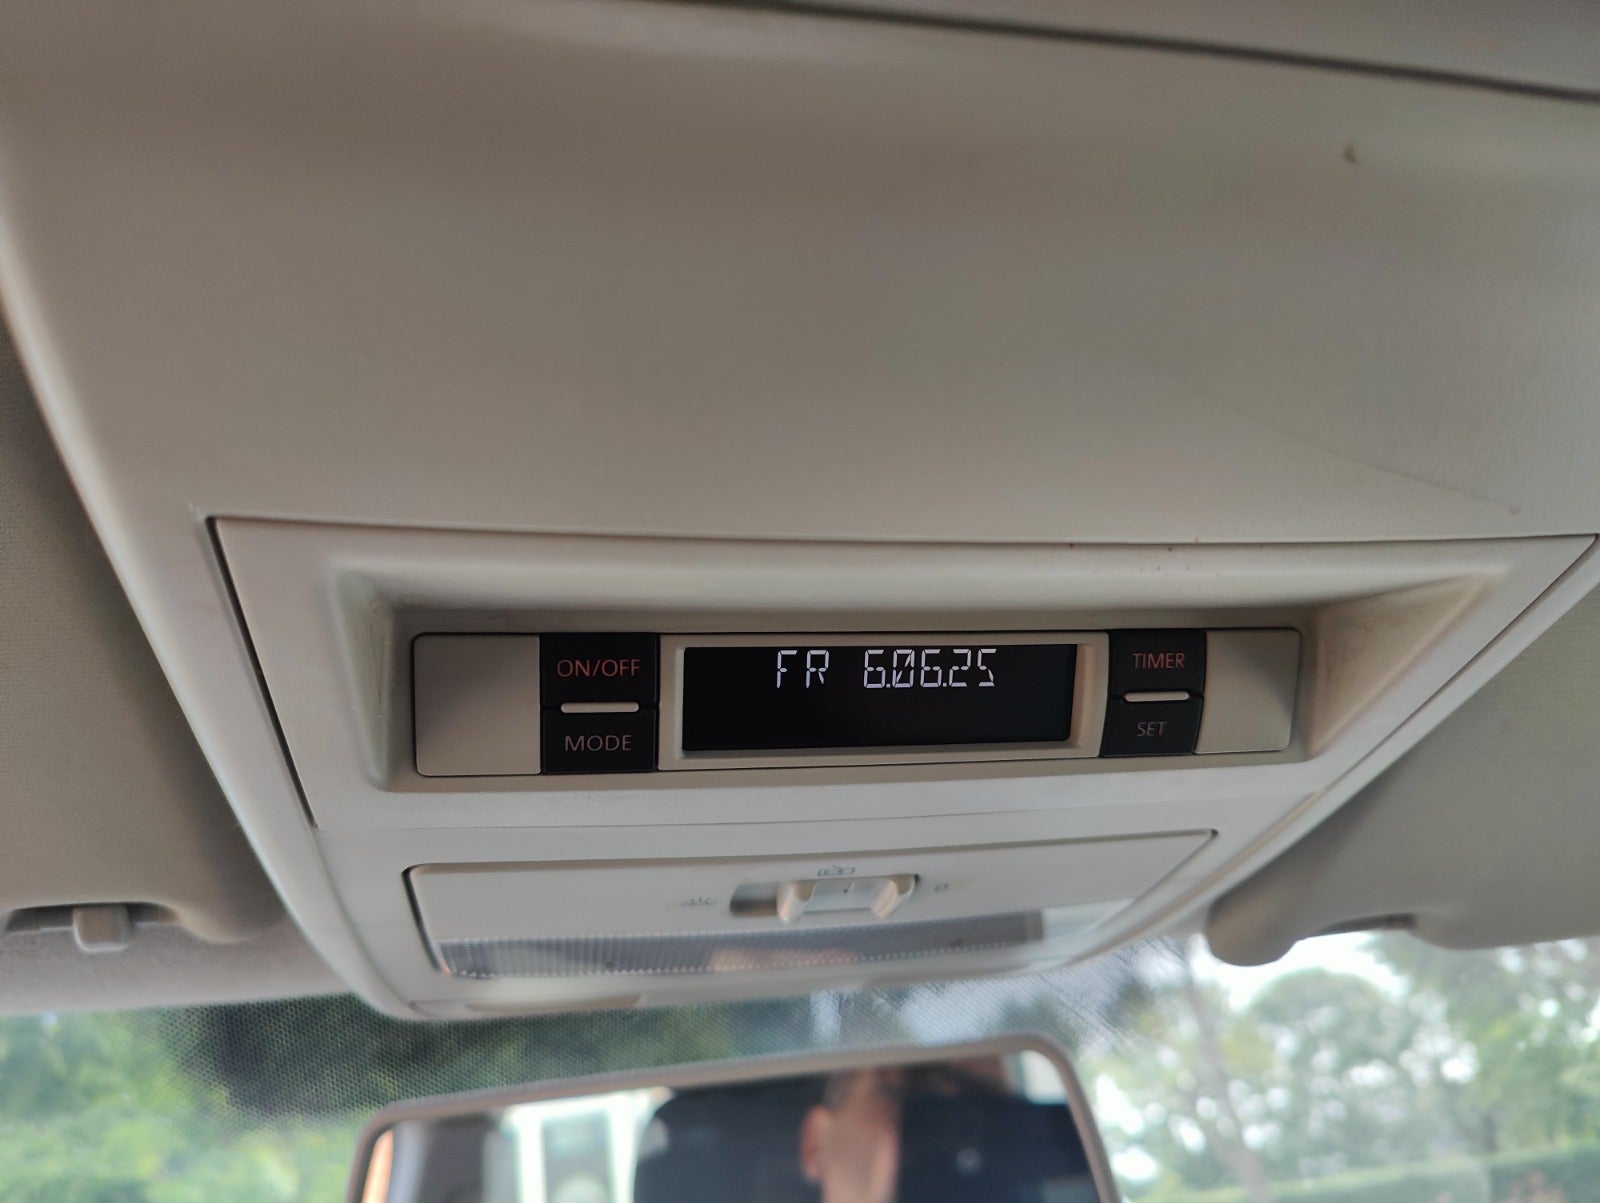 ON/OFF
MODE
FR 6.06.25
TIMER
SET